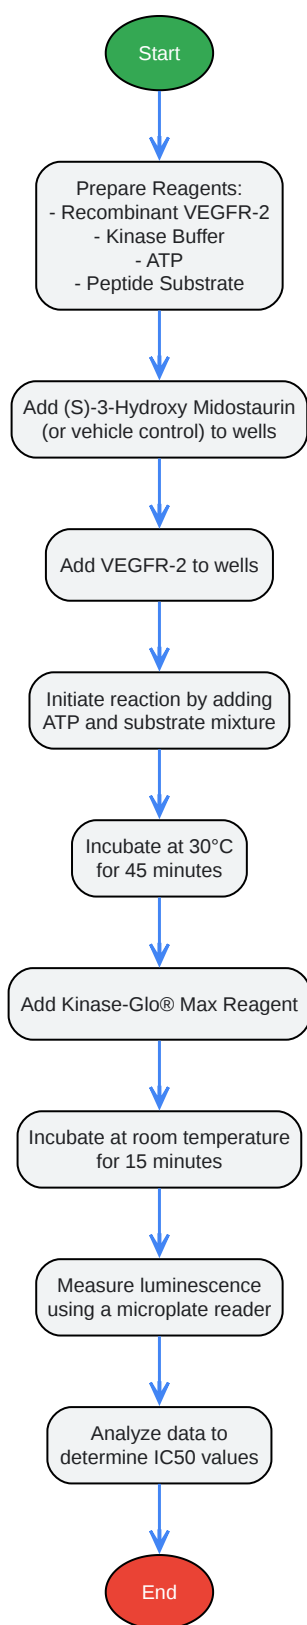 Start
Prepare Reagents:
- Recombinant VEGFR-2
- Kinase Buffer
- ATP
- Peptide Substrate
Add (S)-3-Hydroxy Midostaurin
(or vehicle control) to wells
Add VEGFR-2 to wells
Initiate reaction by adding
ATP and substrate mixture
Incubate at 30°C
for 45 minutes
Add Kinase-Glo® Max Reagent
Incubate at room temperature
for 15 minutes
Measure luminescence
using a microplate reader
Analyze data to
determine IC50 values
End